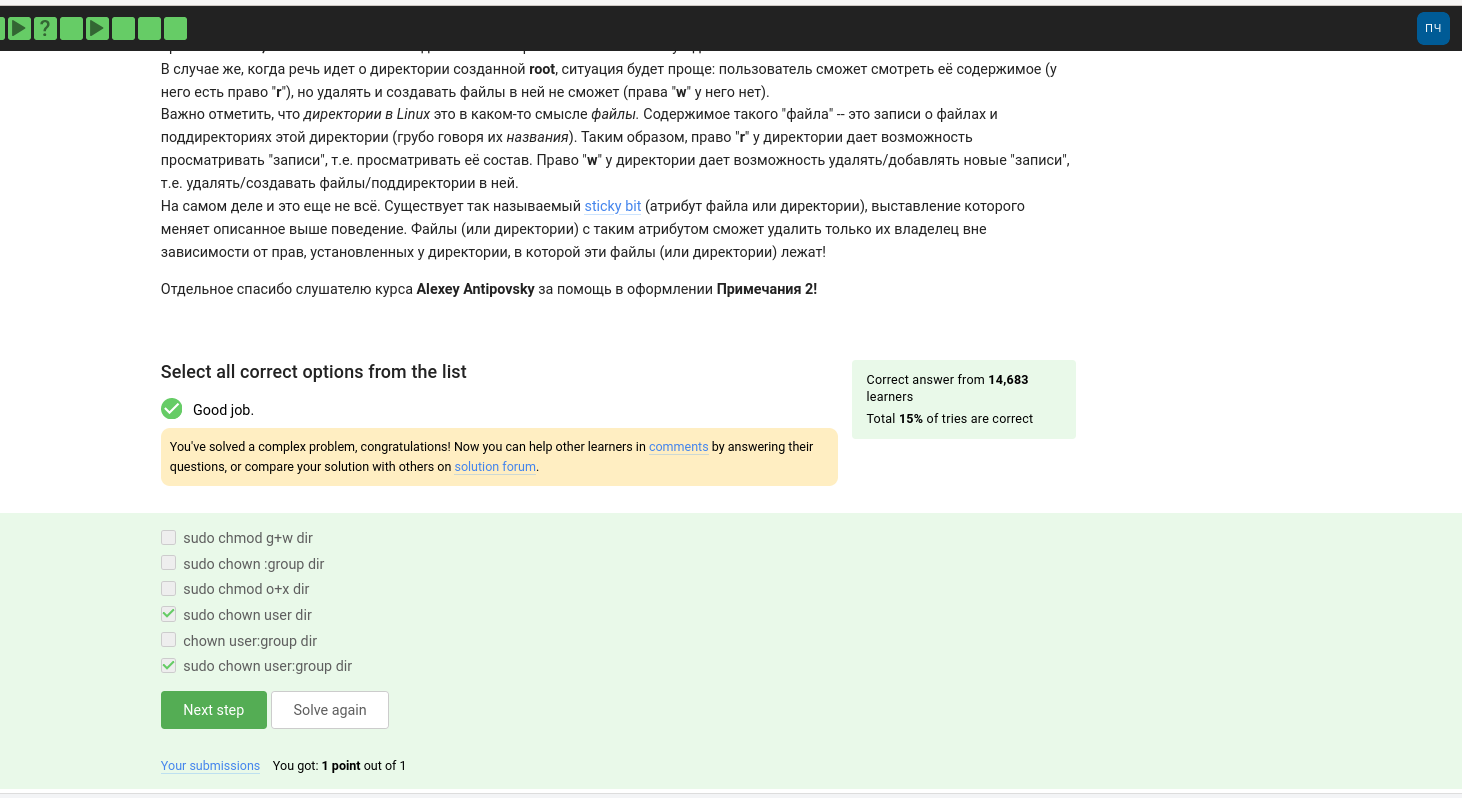 ?
ПЧ
В случае же, когда речь идет о директории созданной root, ситуация будет проще: пользователь сможет смотреть её содержимое (у
него есть право "r"), но удалять и создавать файлы в ней не сможет (права "w" у него нет).
Важно отметить, что директории в Linux это в каком-то смысле файлы. Содержимое такого "файла" -- это записи о файлах и
поддиректориях этой директории (грубо говоря их названия). Таким образом, право "r" у директории дает возможность
просматривать "записи", т.е. просматривать её состав. Право "w" у директории дает возможность удалять/добавлять новые "записи",
т.е. удалять/создавать файлы/поддиректории в ней.
На самом деле и это еще не всё. Существует так называемый sticky bit (атрибут файла или директории), выставление которого
меняет описанное выше поведение. Файлы (или директории) с таким атрибутом сможет удалить только их владелец вне
зависимости от прав, установленных у директории, в которой эти файлы (или директории) лежат!
Отдельное спасибо слушателю курса Alexey Antipovsky за помощь в оформлении Примечания 2!
Select all correct options from the list
Good job.
You've solved a complex problem, congratulations! Now you can help other learners in comments by answering their
questions, or compare your solution with others on solution forum.
Correct answer from 14,683
learners
Total 15% of tries are correct
sudo chmod g+w dir
sudo chown :group dir
sudo chmod o+x dir
sudo chown user dir
chown user:group dir
sudo chown user:group dir
Next step
Solve again
Your submissions You got: 1 point out of 1